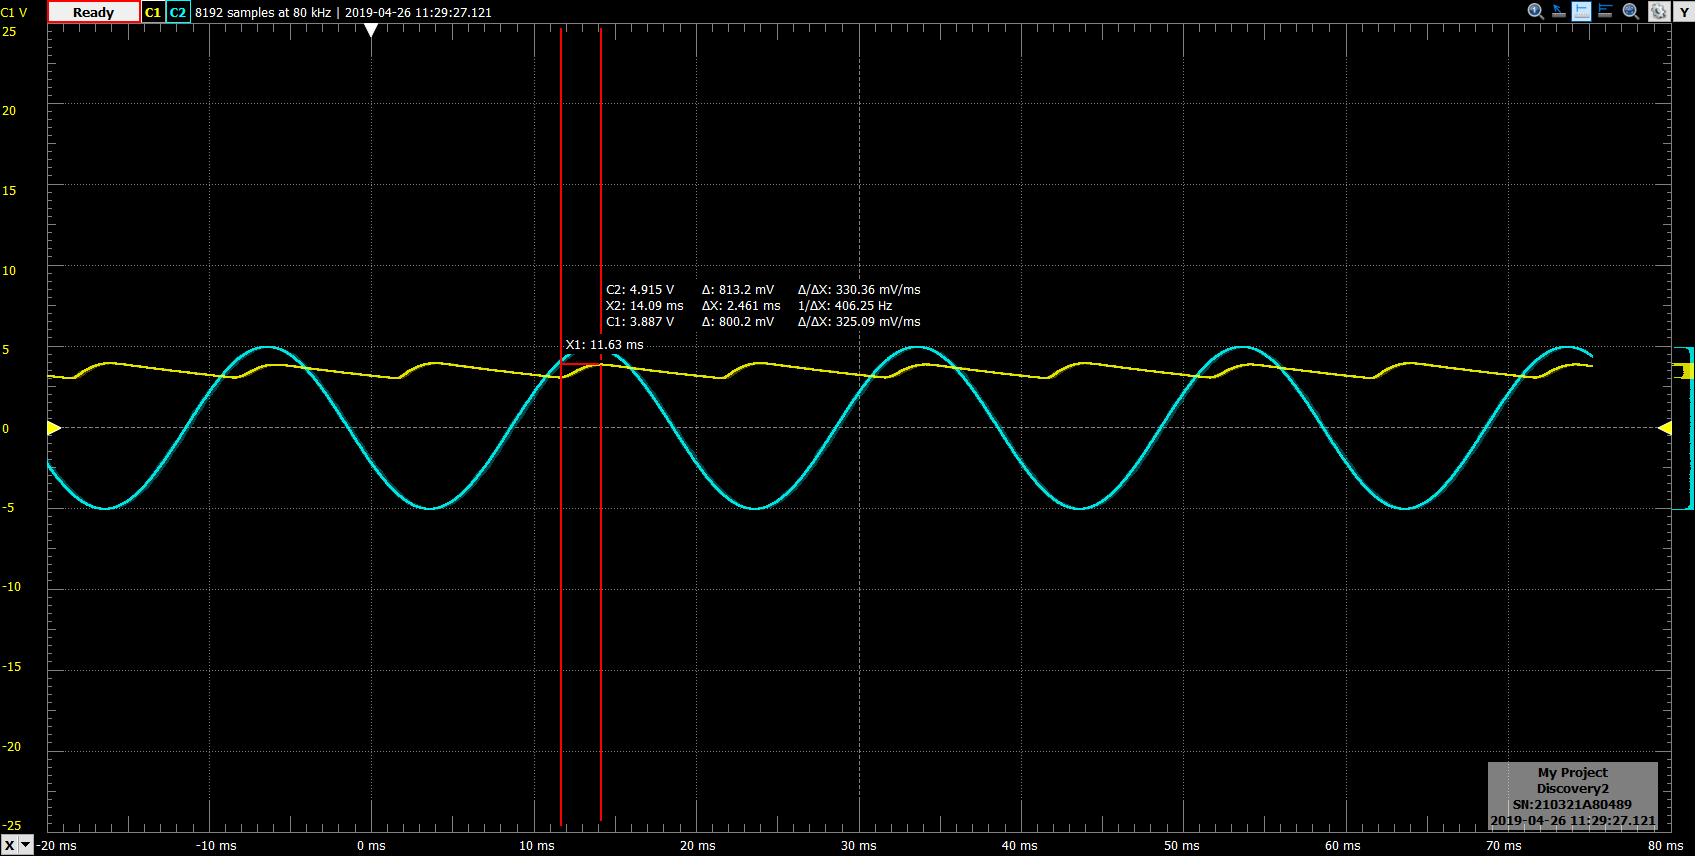 C1 V Ready C1 C2 8192 samples at 80 kHz | 2019-04-26 11:29:27.121 Y
25
20
15
10
C2: 4.915 V Δ: 813.2 mV Δ/ΔX: 330.36 mV/ms
X2: 14.09 ms ΔX: 2.461 ms 1/ΔX: 406.25 Hz
C1: 3.887 V Δ: 800.2 mV Δ/ΔX: 325.09 mV/ms
X1: 11.63 ms
5
0
-5
-10
-15
-20
My Project
Discovery2
SN:210321A80489
2019-04-26 11:29:27.121
-25
X -20 ms -10 ms 0 ms 10 ms 20 ms 30 ms 40 ms 50 ms 60 ms 70 ms 80 ms